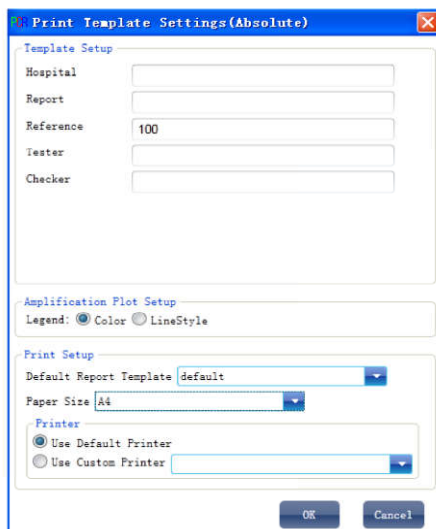 Print Template Settings(Absolute)
Template Setup
Hospital
Report
Reference 100
Tester
Checker
Amplification Plot Setup
Legend: Color LineStyle
Print Setup
Default Report Template default
Paper Size A4
Printer
Use Default Printer
Use Custom Printer
OK Cancel